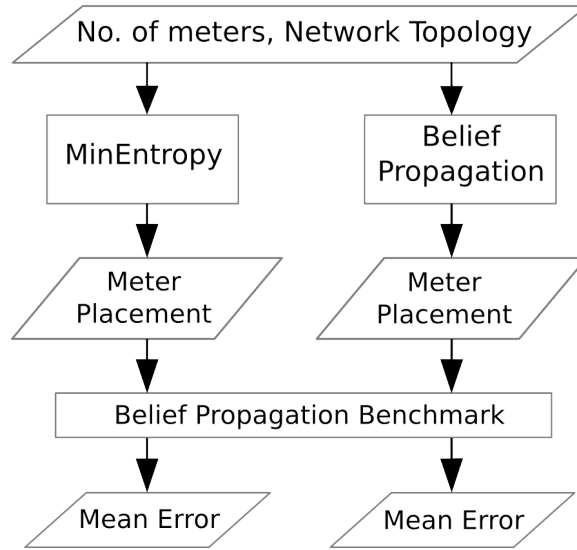 No. of meters, Network Topology
MinEntropy
Belief
Propagation
Meter
Placement
Meter
Placement
Belief Propagation Benchmark
Mean Error
Mean Error